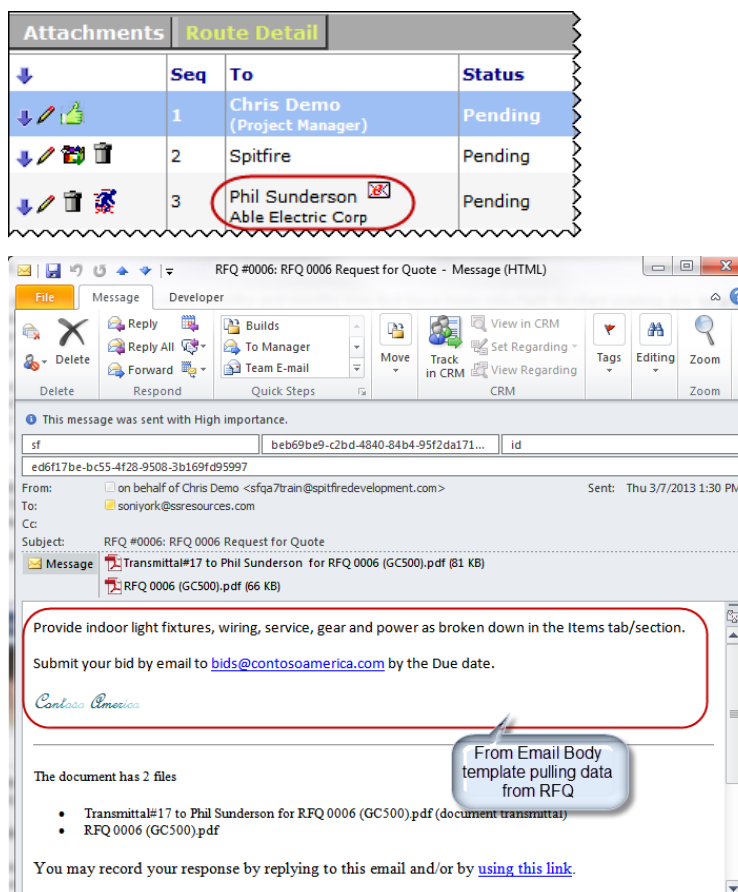 Attachments Route Detail
Seq To Status
1 Chris Demo Pending
(Project Manager)
2 Spitfire Pending
3 Phil Sunderson Pending
Able Electric Corp
RFQ #0006: RFQ 0006 Request for Quote - Message (HTML)
File Message Developer
Delete
Delete
Reply
Reply All
Forward
Respond
Builds
To Manager
Team E-mail
Quick Steps
Move
Track in CRM
View in CRM
Set Regarding
View Regarding
CRM
Tags
Editing
Zoom
Zoom
This message was sent with High importance.
sf beb69be9-c2bd-4840-84b4-95f2da171... id
ed6f17be-bc55-4f28-9508-3b169fd95997
From: on behalf of Chris Demo <sfqa7train@spitfiredevelopment.com> Sent: Thu 3/7/2013 1:30 PM
To: soniyork@ssresources.com
Cc:
Subject: RFQ #0006: RFQ 0006 Request for Quote
Message Transmittal#17 to Phil Sunderson for RFQ 0006 (GC500).pdf (81 KB)
RFQ 0006 (GC500).pdf (66 KB)
Provide indoor light fixtures, wiring, service, gear and power as broken down in the Items tab/section.
Submit your bid by email to bids@contosoamerica.com by the Due date.
Contoso America
From Email Body
template pulling data
from RFQ
The document has 2 files
• Transmittal#17 to Phil Sunderson for RFQ 0006 (GC500).pdf (document transmittal)
• RFQ 0006 (GC500).pdf
You may record your response by replying to this email and/or by using this link.